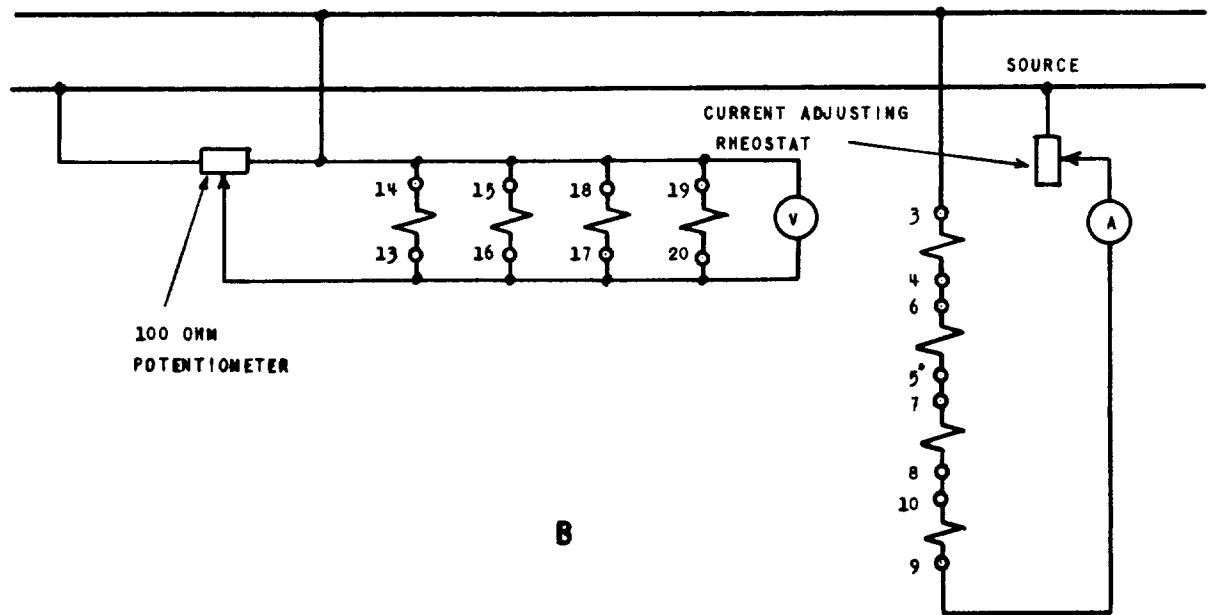 SOURCE
CURRENT ADJUSTING
RHEOSTAT
14 15 18 19
V
13 16 17 20
100 OHM
POTENTIOMETER
3
A
4
6
5*
7
8
10
9
B